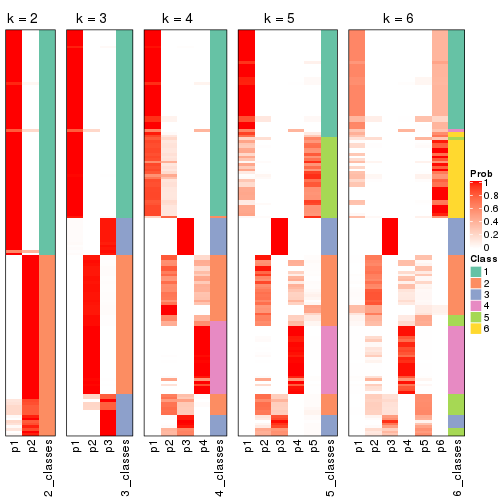 k = 2
k = 3
k = 4
k = 5
k = 6
Prob
1
0.8
0.6
0.4
0.2
0
Class
1
2
3
4
5
6
p1
p2
2_classes
p1
p2
p3
3_classes
p1
p2
p3
p4
4_classes
p1
p2
p3
p4
p5
5_classes
p1
p2
p3
p4
p5
p6
6_classes